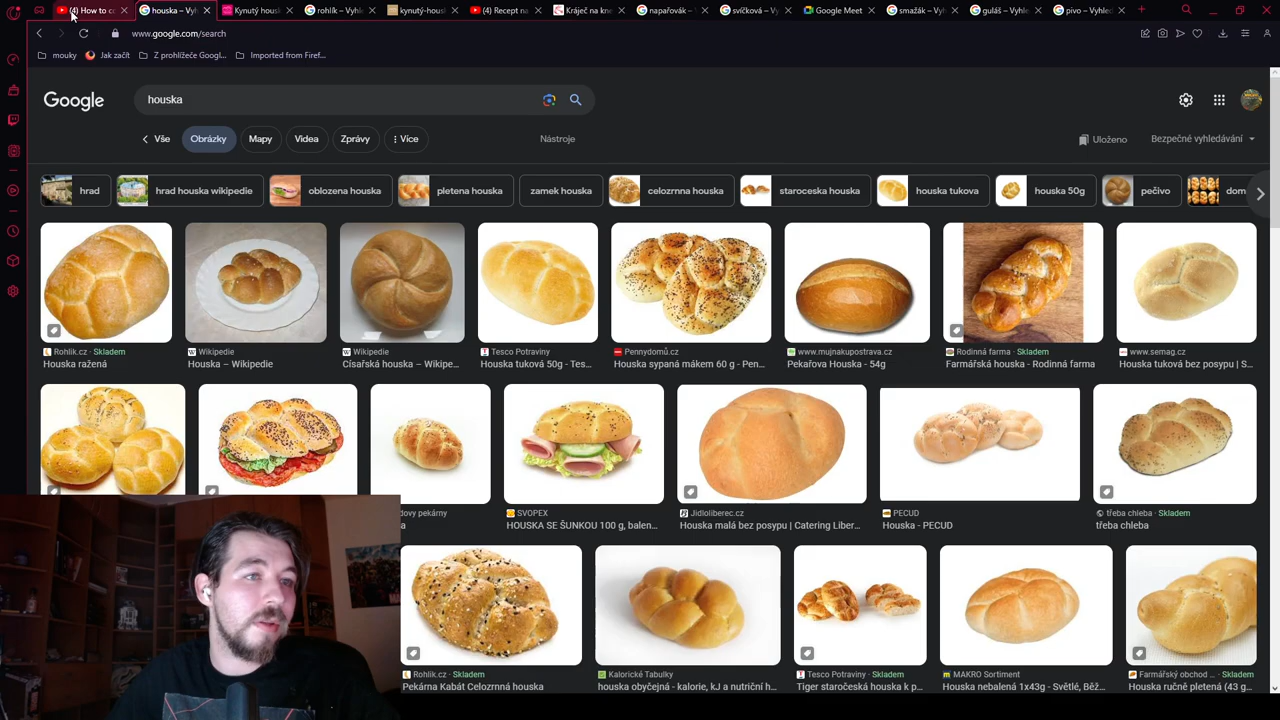 (4) How to c
houska – Vyh
Kynutý housk
rohlík – Vyhle
kynutý-housk
(4) Recept na
Kráječ na kne
napařovák –
svíčková – Vy
Google Meet
smažák – Vy
guláš – Vyhle
pivo – Vyhled
www.google.com/search
mouky
Jak začít
Z prohlížeče Googl...
Imported from Firef...
Google
houska
Vše
Obrázky
Mapy
Videa
Zprávy
Více
Nástroje
Uloženo
Bezpečné vyhledávání
hrad
hrad houska wikipedie
oblozena houska
pletena houska
zamek houska
celozrnna houska
staroceska houska
houska tukova
houska 50g
pečivo
dom
Rohlik.cz · Skladem
Houska ražená
Wikipedie
Houska – Wikipedie
Wikipedie
Císařská houska – Wikipe...
Tesco Potraviny
Houska tuková 50g - Tes...
Pennydomů.cz
Houska sypaná mákem 60 g - Pen...
www.mujnakupostrava.cz
Pekařova Houska - 54g
Rodinná farma · Skladem
Farmářská houska - Rodinná farma
www.semag.cz
Houska tuková bez posypu | S...
dovy pekárny
a
SVOPEX
HOUSKA SE ŠUNKOU 100 g, balen...
Jidloliberec.cz
Houska malá bez posypu | Catering Liber...
PECUD
Houska - PECUD
třeba chleba · Skladem
třeba chleba
Rohlik.cz · Skladem
Pekárna Kabát Celozrnná houska
Kalorické Tabulky
houska obyčejná - kalorie, kJ a nutriční h...
Tesco Potraviny · Skladem
Tiger staročeská houska k p...
MAKRO Sortiment
Houska nebalená 1x43g - Světlé, Běž...
Farmářský obchod ... · Skladem
Houska ručně pletená (43 g...